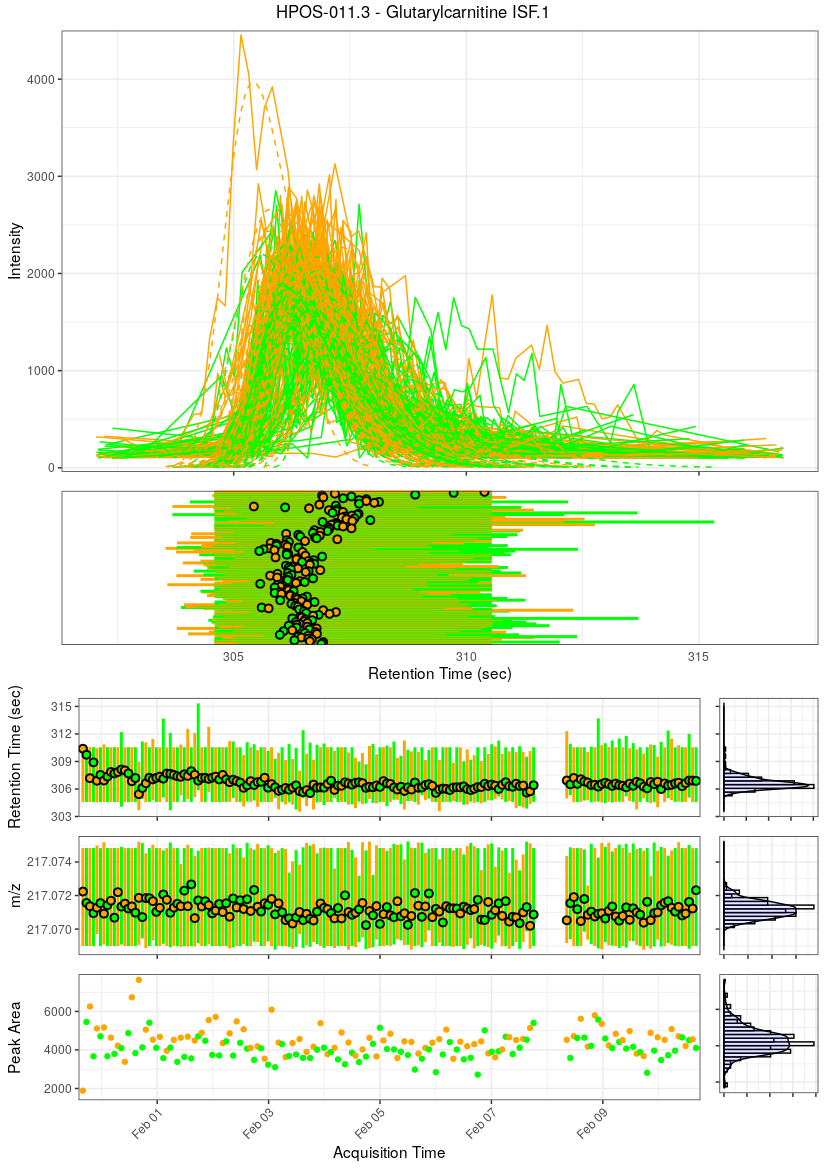 HPOS-011.3 - Glutarylcarnitine ISF.1
Intensity
4000
3000
2000
1000
0
305
310
315
Retention Time (sec)
Retention Time (sec)
315
312
309
306
303
m/z
217.074
217.072
217.070
Peak Area
6000
4000
2000
Feb 01
Feb 03
Feb 05
Feb 07
Feb 09
Acquisition Time